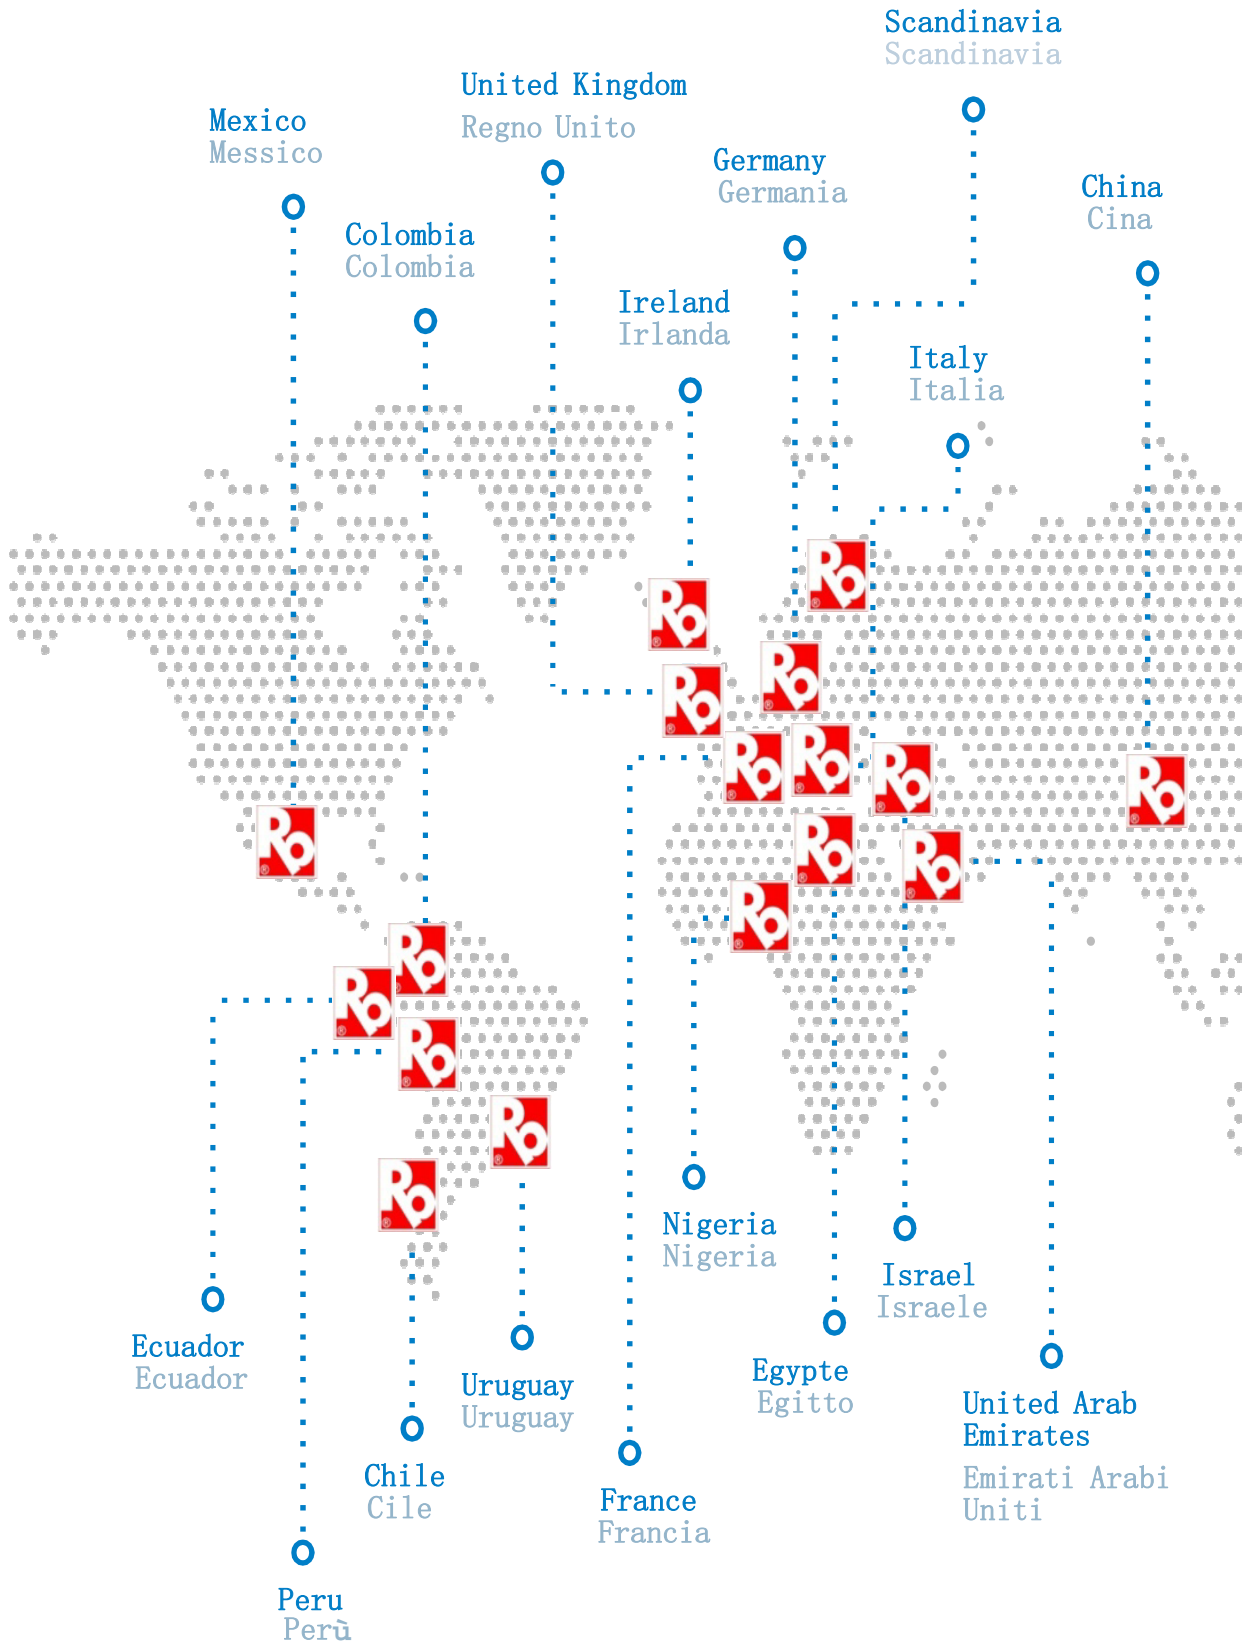 Scandinavia
Scandinavia
United Kingdom
Regno Unito
Mexico
Messico
Germany
Germania
China
Cina
Colombia
Colombia
Ireland
Irlanda
Italy
Italia
Nigeria
Nigeria
Israel
Israele
Ecuador
Ecuador
Egypte
Egitto
Uruguay
Uruguay
United Arab
Emirates
Emirati Arabi
Uniti
Chile
Cile
France
Francia
Peru
Perù